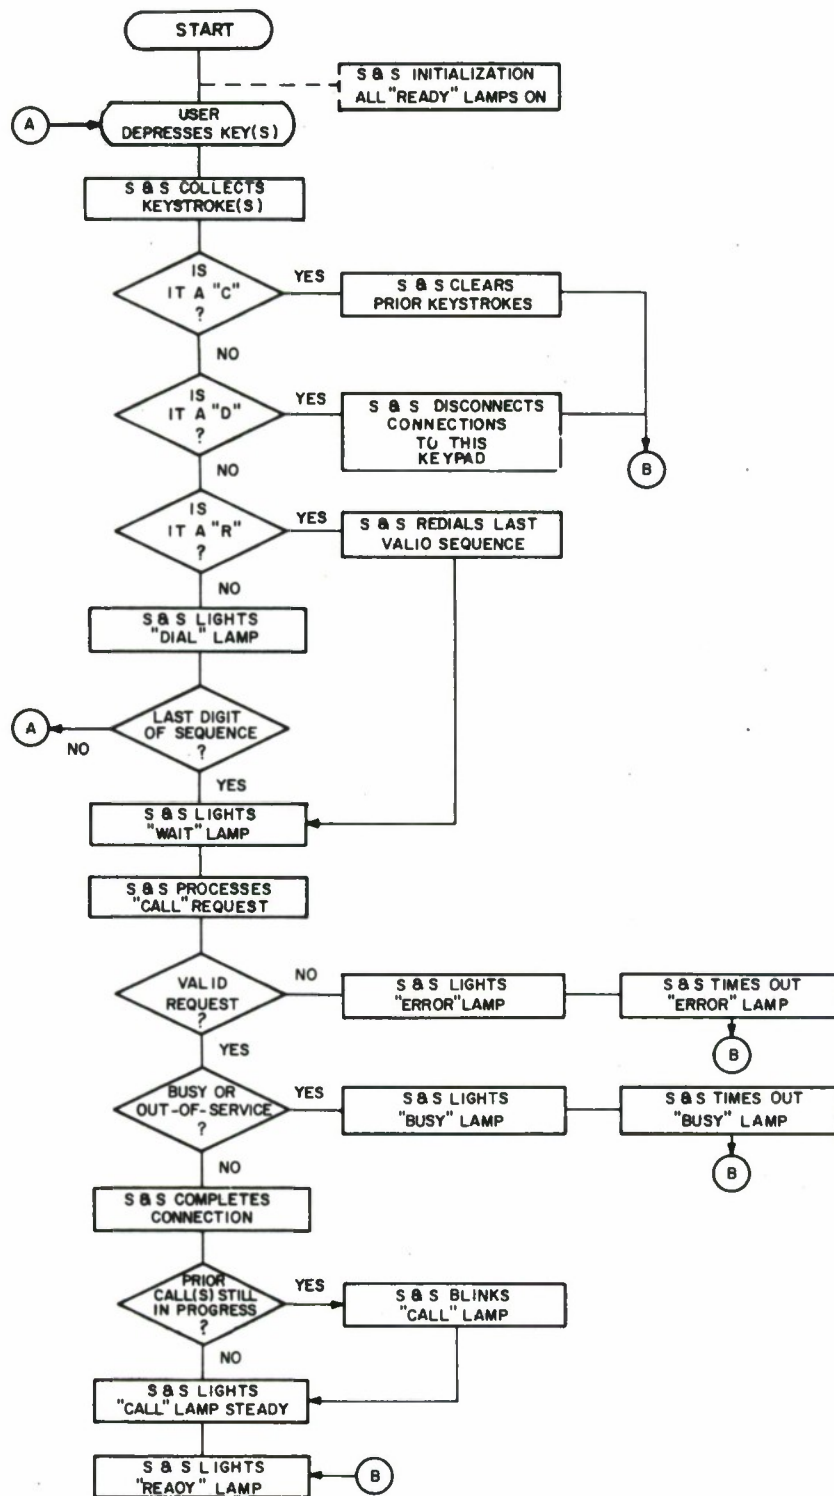 START
S & S INITIALIZATION
ALL "READY" LAMPS ON
A
USER
DEPRESSES KEY(S)
S & S COLLECTS
KEYSTROKE(S)
IS
IT A "C"
?
YES
S & S CLEARS
PRIOR KEYSTROKES
NO
IS
IT A "D"
?
YES
S & S DISCONNECTS
CONNECTIONS
TO THIS
KEYPAD
B
NO
IS
IT A "R"
?
YES
S & S REDIALS LAST
VALIO SEQUENCE
NO
S & S LIGHTS
"DIAL" LAMP
A
NO
LAST DIGIT
OF SEQUENCE
?
YES
S & S LIGHTS
"WAIT" LAMP
S & S PROCESSES
"CALL" REQUEST
VALID
REQUEST
?
NO
S & S LIGHTS
"ERROR" LAMP
S & S TIMES OUT
"ERROR" LAMP
B
YES
BUSY OR
OUT-OF-SERVICE
?
YES
S & S LIGHTS
"BUSY" LAMP
S & S TIMES OUT
"BUSY" LAMP
B
NO
S & S COMPLETES
CONNECTION
PRIOR
CALL(S) STILL
IN PROGRESS
?
YES
S & S BLINKS
"CALL" LAMP
NO
S & S LIGHTS
"CALL" LAMP STEADY
S & S LIGHTS
"READY" LAMP
B